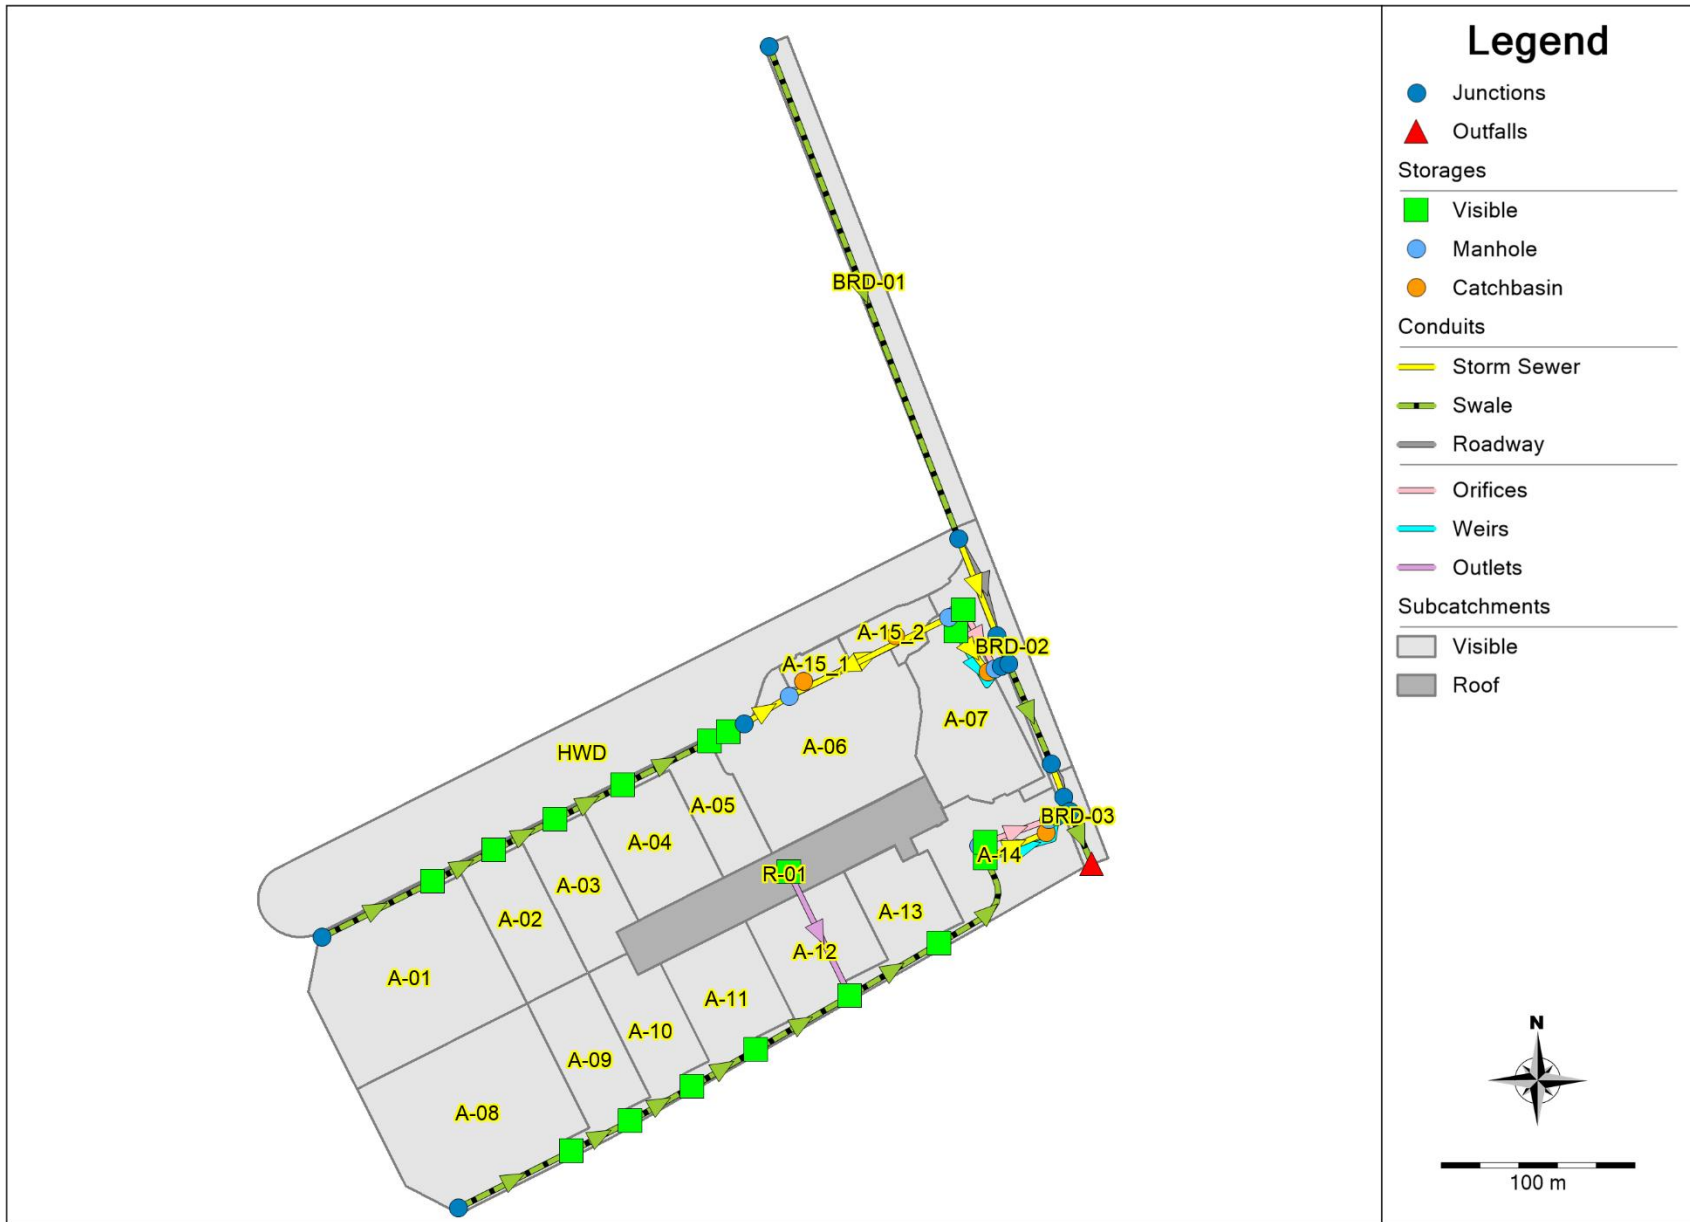 BRD-01
A-15_2
BRD-02
A-15_1
A-07
A-06
HWD
A-05
BRD-03
A-04
A-14
R-01
A-03
A-13
A-02
A-12
A-01
A-11
A-10
A-09
A-08
Legend
Junctions
Outfalls
Storages
Visible
Manhole
Catchbasin
Conduits
Storm Sewer
Swale
Roadway
Orifices
Weirs
Outlets
Subcatchments
Visible
Roof
N
100 m